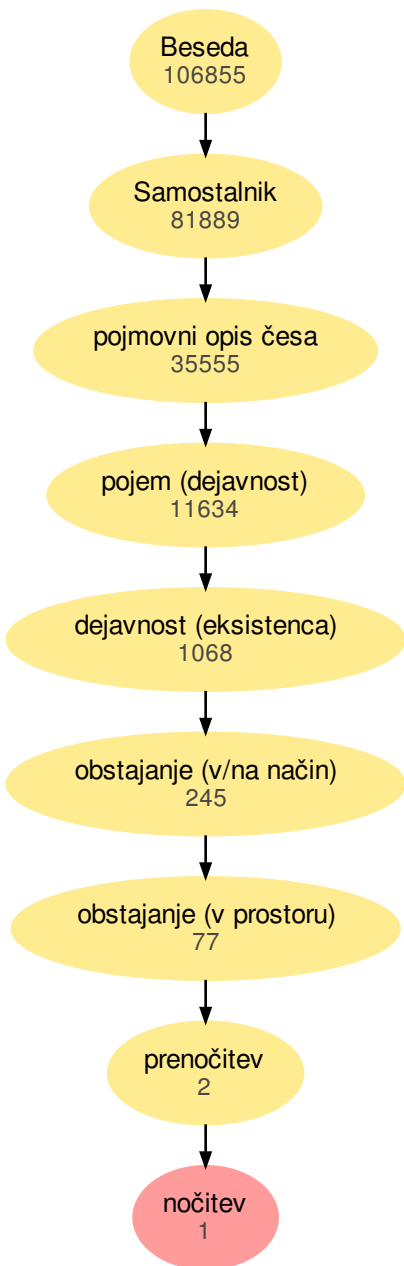 Beseda
106855
Samostalnik
81889
pojmovni opis česa
35555
pojem (dejavnost)
11634
dejavnost (eksistenca)
1068
obstajanje (v/na način)
245
obstajanje (v prostoru)
77
prenočitev
2
nočitev
1